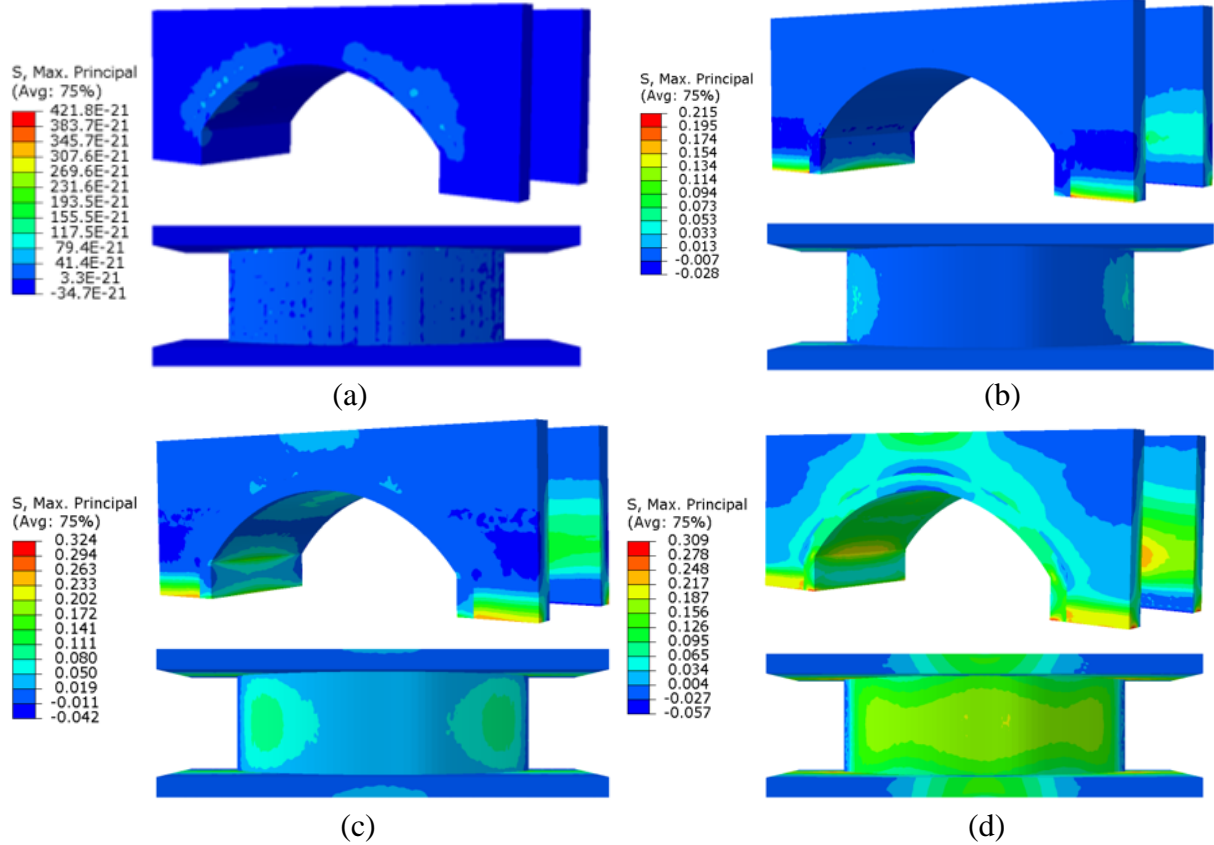 S, Max. Principal
(Avg: 75%)
421.8E-21
383.7E-21
345.7E-21
307.6E-21
269.6E-21
231.6E-21
193.5E-21
155.5E-21
117.5E-21
79.4E-21
41.4E-21
3.3E-21
-34.7E-21
(a)
S, Max. Principal
(Avg: 75%)
0.215
0.195
0.174
0.154
0.134
0.114
0.094
0.073
0.053
0.033
0.013
-0.007
-0.028
(b)
S, Max. Principal
(Avg: 75%)
0.324
0.294
0.263
0.233
0.202
0.172
0.141
0.111
0.080
0.050
0.019
-0.011
-0.042
(c)
S, Max. Principal
(Avg: 75%)
0.309
0.278
0.248
0.217
0.187
0.156
0.126
0.095
0.065
0.034
0.004
-0.027
-0.057
(d)